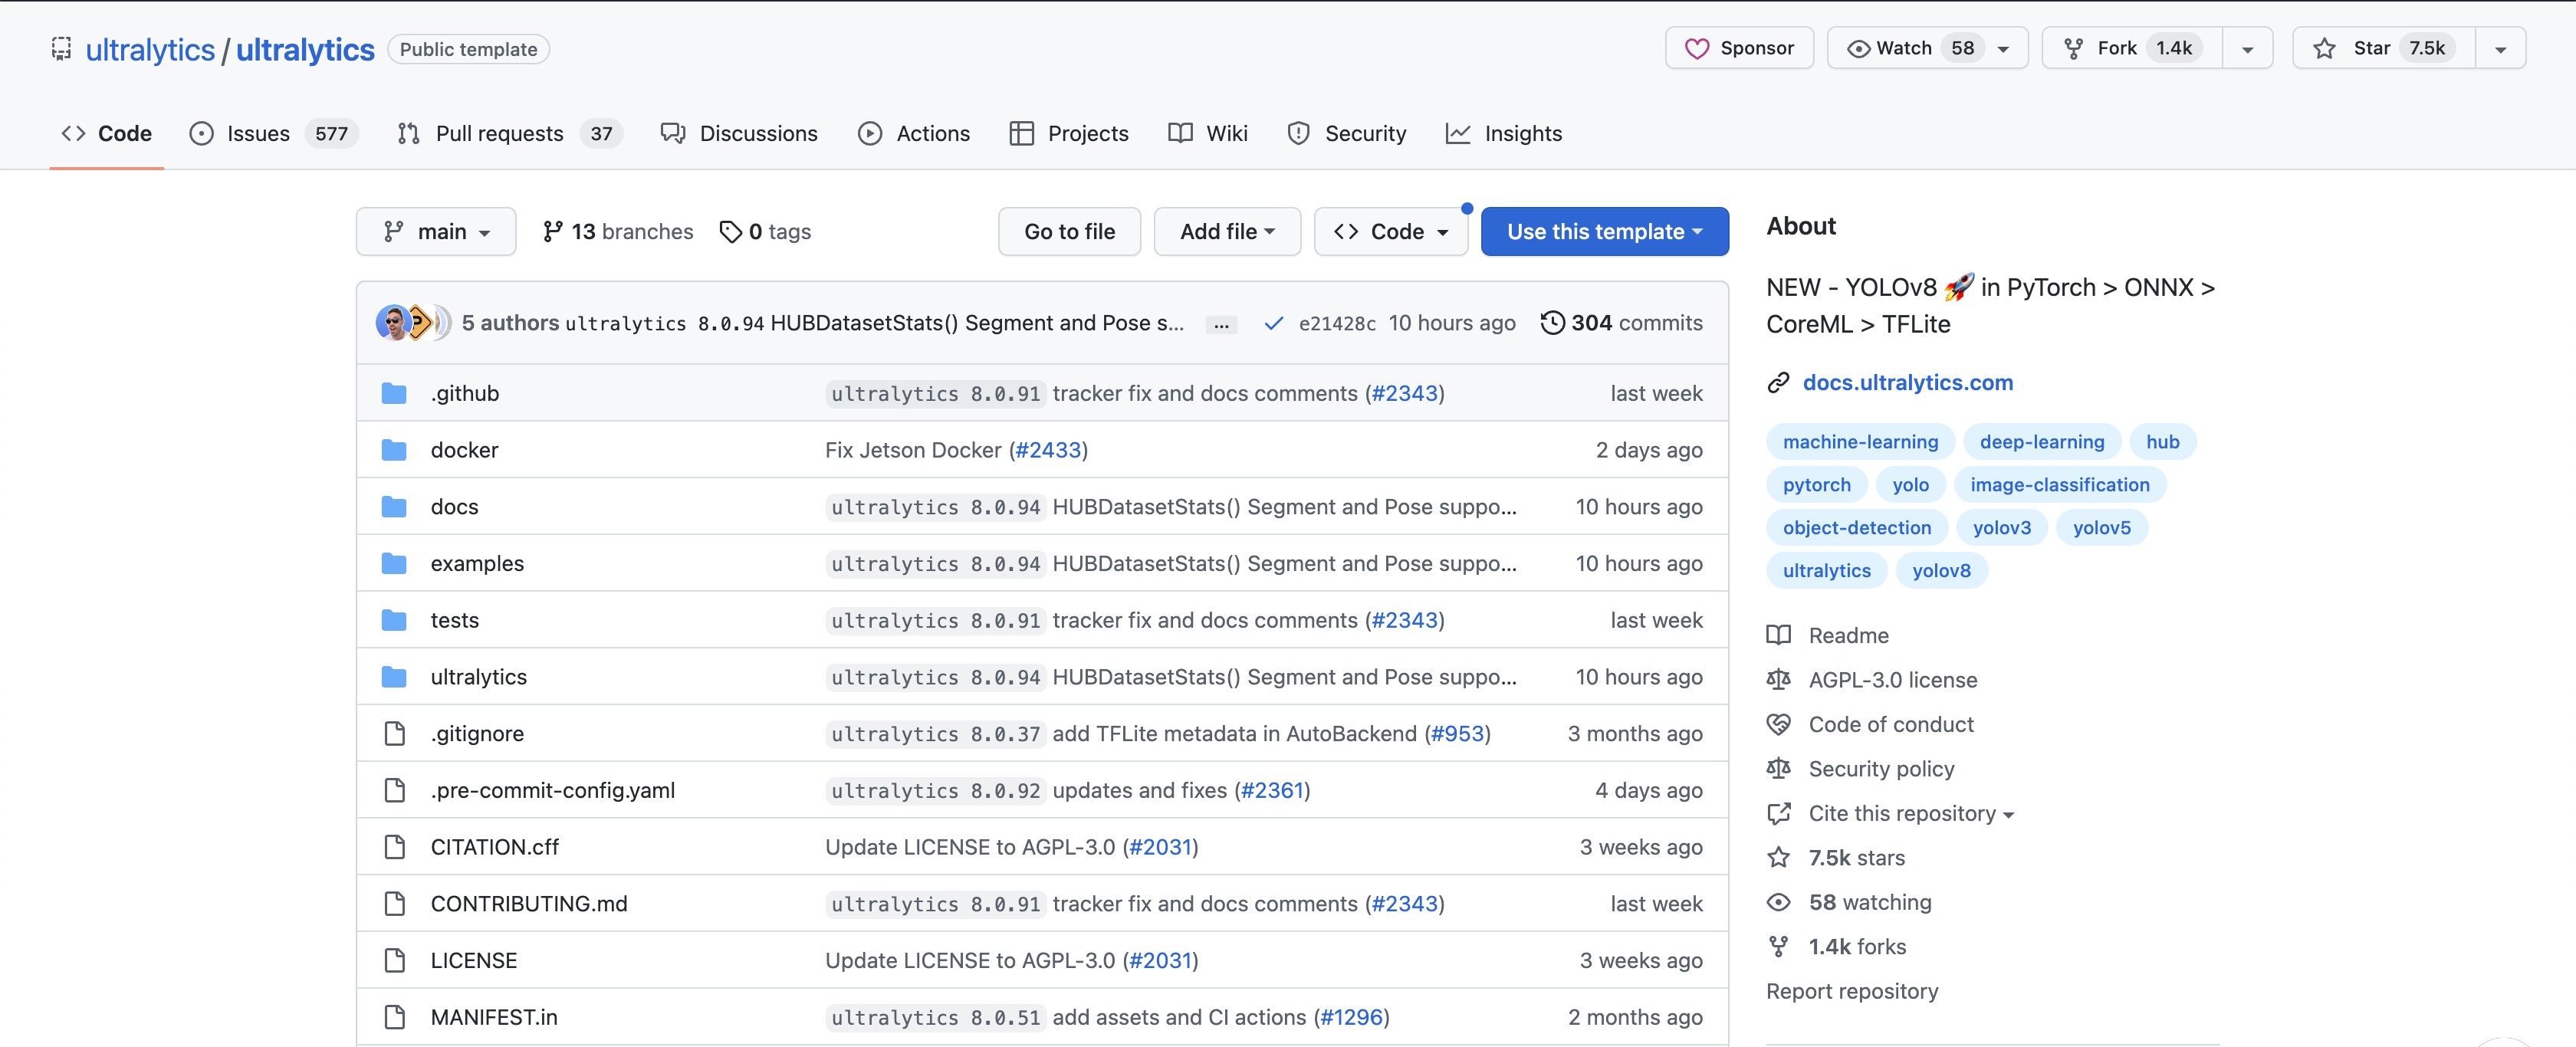 ultralytics / ultralytics Public template Sponsor Watch 58 Fork 1.4k Star 7.5k
Code Issues 577 Pull requests 37 Discussions Actions Projects Wiki Security Insights
main 13 branches 0 tags Go to file Add file Code Use this template
5 authors ultralytics 8.0.94 HUBDatasetStats() Segment and Pose s... ... e21428c 10 hours ago 304 commits
.github ultralytics 8.0.91 tracker fix and docs comments (#2343) last week
docker Fix Jetson Docker (#2433) 2 days ago
docs ultralytics 8.0.94 HUBDatasetStats() Segment and Pose suppo... 10 hours ago
examples ultralytics 8.0.94 HUBDatasetStats() Segment and Pose suppo... 10 hours ago
tests ultralytics 8.0.91 tracker fix and docs comments (#2343) last week
ultralytics ultralytics 8.0.94 HUBDatasetStats() Segment and Pose suppo... 10 hours ago
.gitignore ultralytics 8.0.37 add TFLite metadata in AutoBackend (#953) 3 months ago
.pre-commit-config.yaml ultralytics 8.0.92 updates and fixes (#2361) 4 days ago
CITATION.cff Update LICENSE to AGPL-3.0 (#2031) 3 weeks ago
CONTRIBUTING.md ultralytics 8.0.91 tracker fix and docs comments (#2343) last week
LICENSE Update LICENSE to AGPL-3.0 (#2031) 3 weeks ago
MANIFEST.in ultralytics 8.0.51 add assets and CI actions (#1296) 2 months ago
About
NEW - YOLOv8 🚀 in PyTorch > ONNX >
CoreML > TFLite
docs.ultralytics.com
machine-learning deep-learning hub
pytorch yolo image-classification
object-detection yolov3 yolov5
ultralytics yolov8
Readme
AGPL-3.0 license
Code of conduct
Security policy
Cite this repository
7.5k stars
58 watching
1.4k forks
Report repository